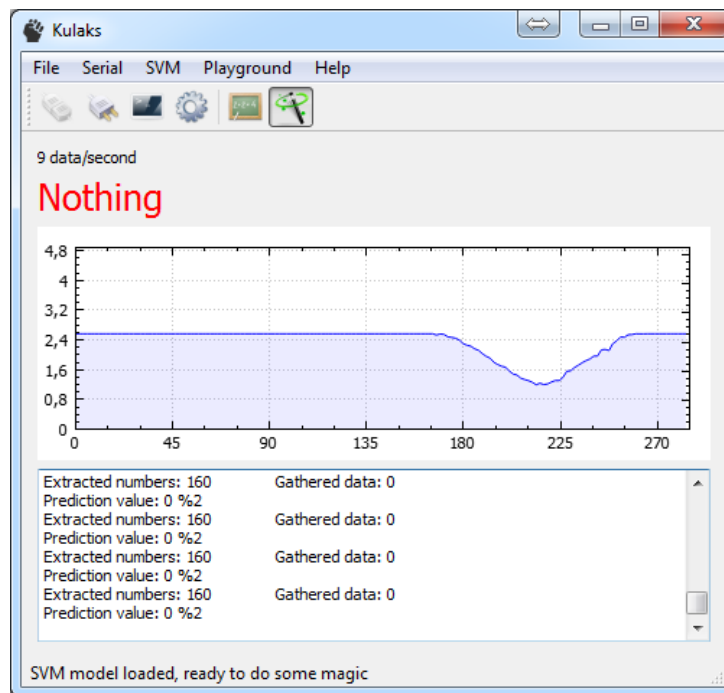 Kulaks
File Serial SVM Playground Help
9 data/second
Nothing
4,8
4
3,2
2,4
1,6
0,8
0
0 45 90 135 180 225 270
Extracted numbers: 160 Gathered data: 0
Prediction value: 0 %2
Extracted numbers: 160 Gathered data: 0
Prediction value: 0 %2
Extracted numbers: 160 Gathered data: 0
Prediction value: 0 %2
Extracted numbers: 160 Gathered data: 0
Prediction value: 0 %2
SVM model loaded, ready to do some magic